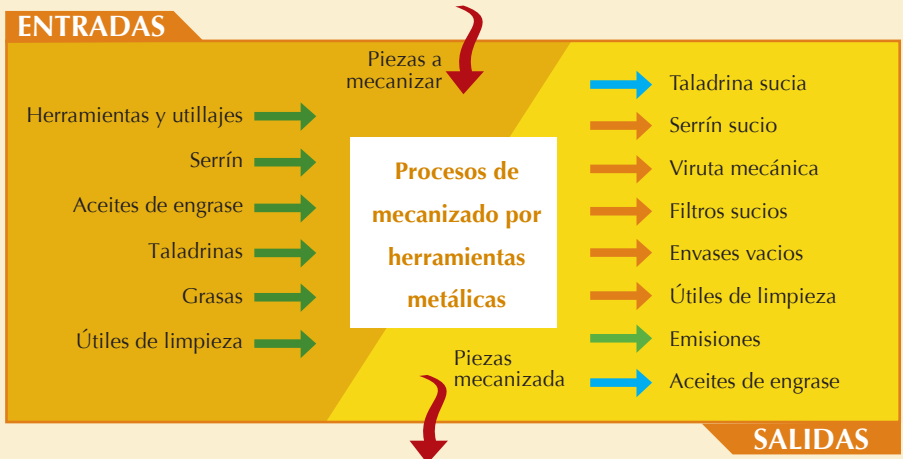 ENTRADAS
Piezas a
mecanizar
Herramientas y utillajes
Serrín
Aceites de engrase
Taladrinas
Grasas
Útiles de limpieza
Procesos de
mecanizado por
herramientas
metálicas
Taladrina sucia
Serrín sucio
Viruta mecánica
Filtros sucios
Envases vacios
Útiles de limpieza
Emisiones
Aceites de engrase
Piezas
mecanizada
SALIDAS